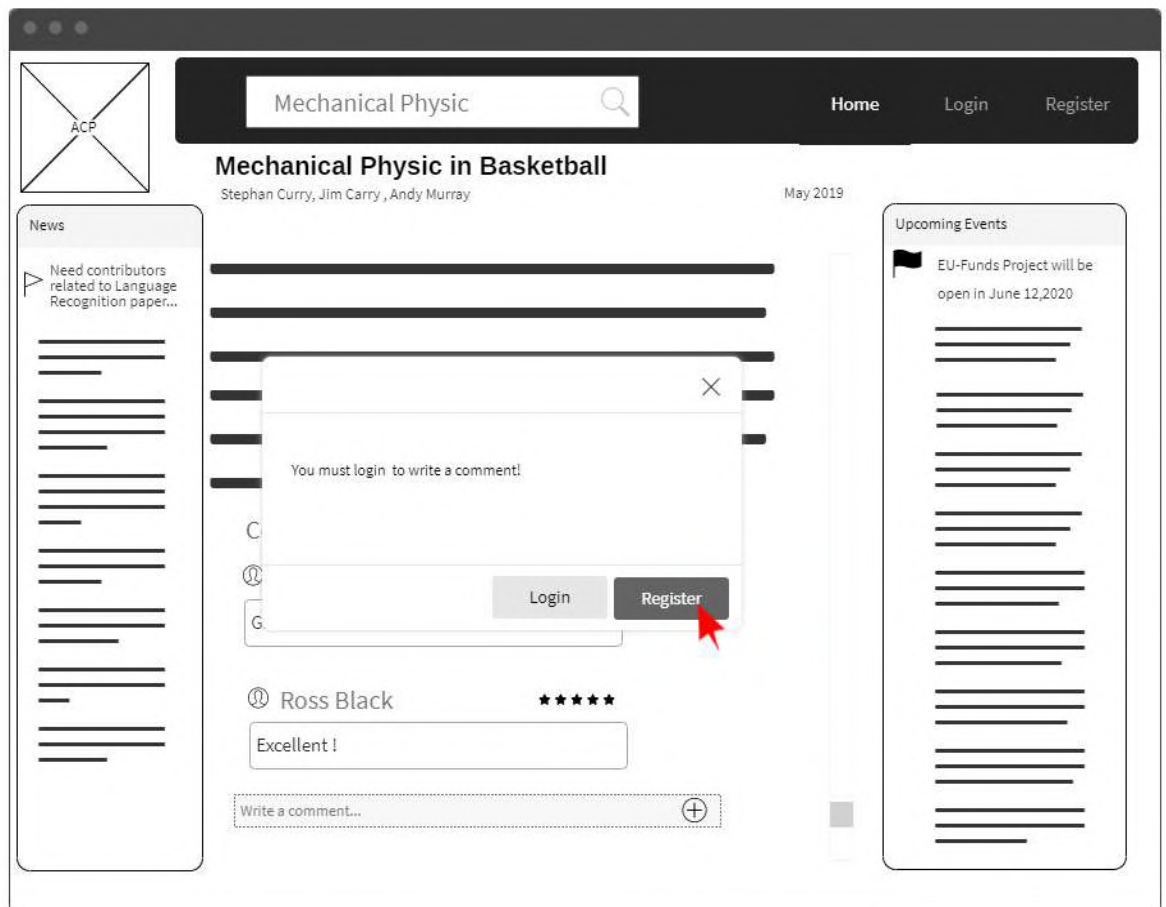 ACP
Mechanical Physic
Home
Login
Register
Mechanical Physic in Basketball
Stephan Curry, Jim Carry , Andy Murray
May 2019
News
Need contributors
related to Language
Recognition paper...
Upcoming Events
EU-Funds Project will be
open in June 12,2020
You must login to write a comment!
Login
Register
C
G
Ross Black
Excellent !
Write a comment...